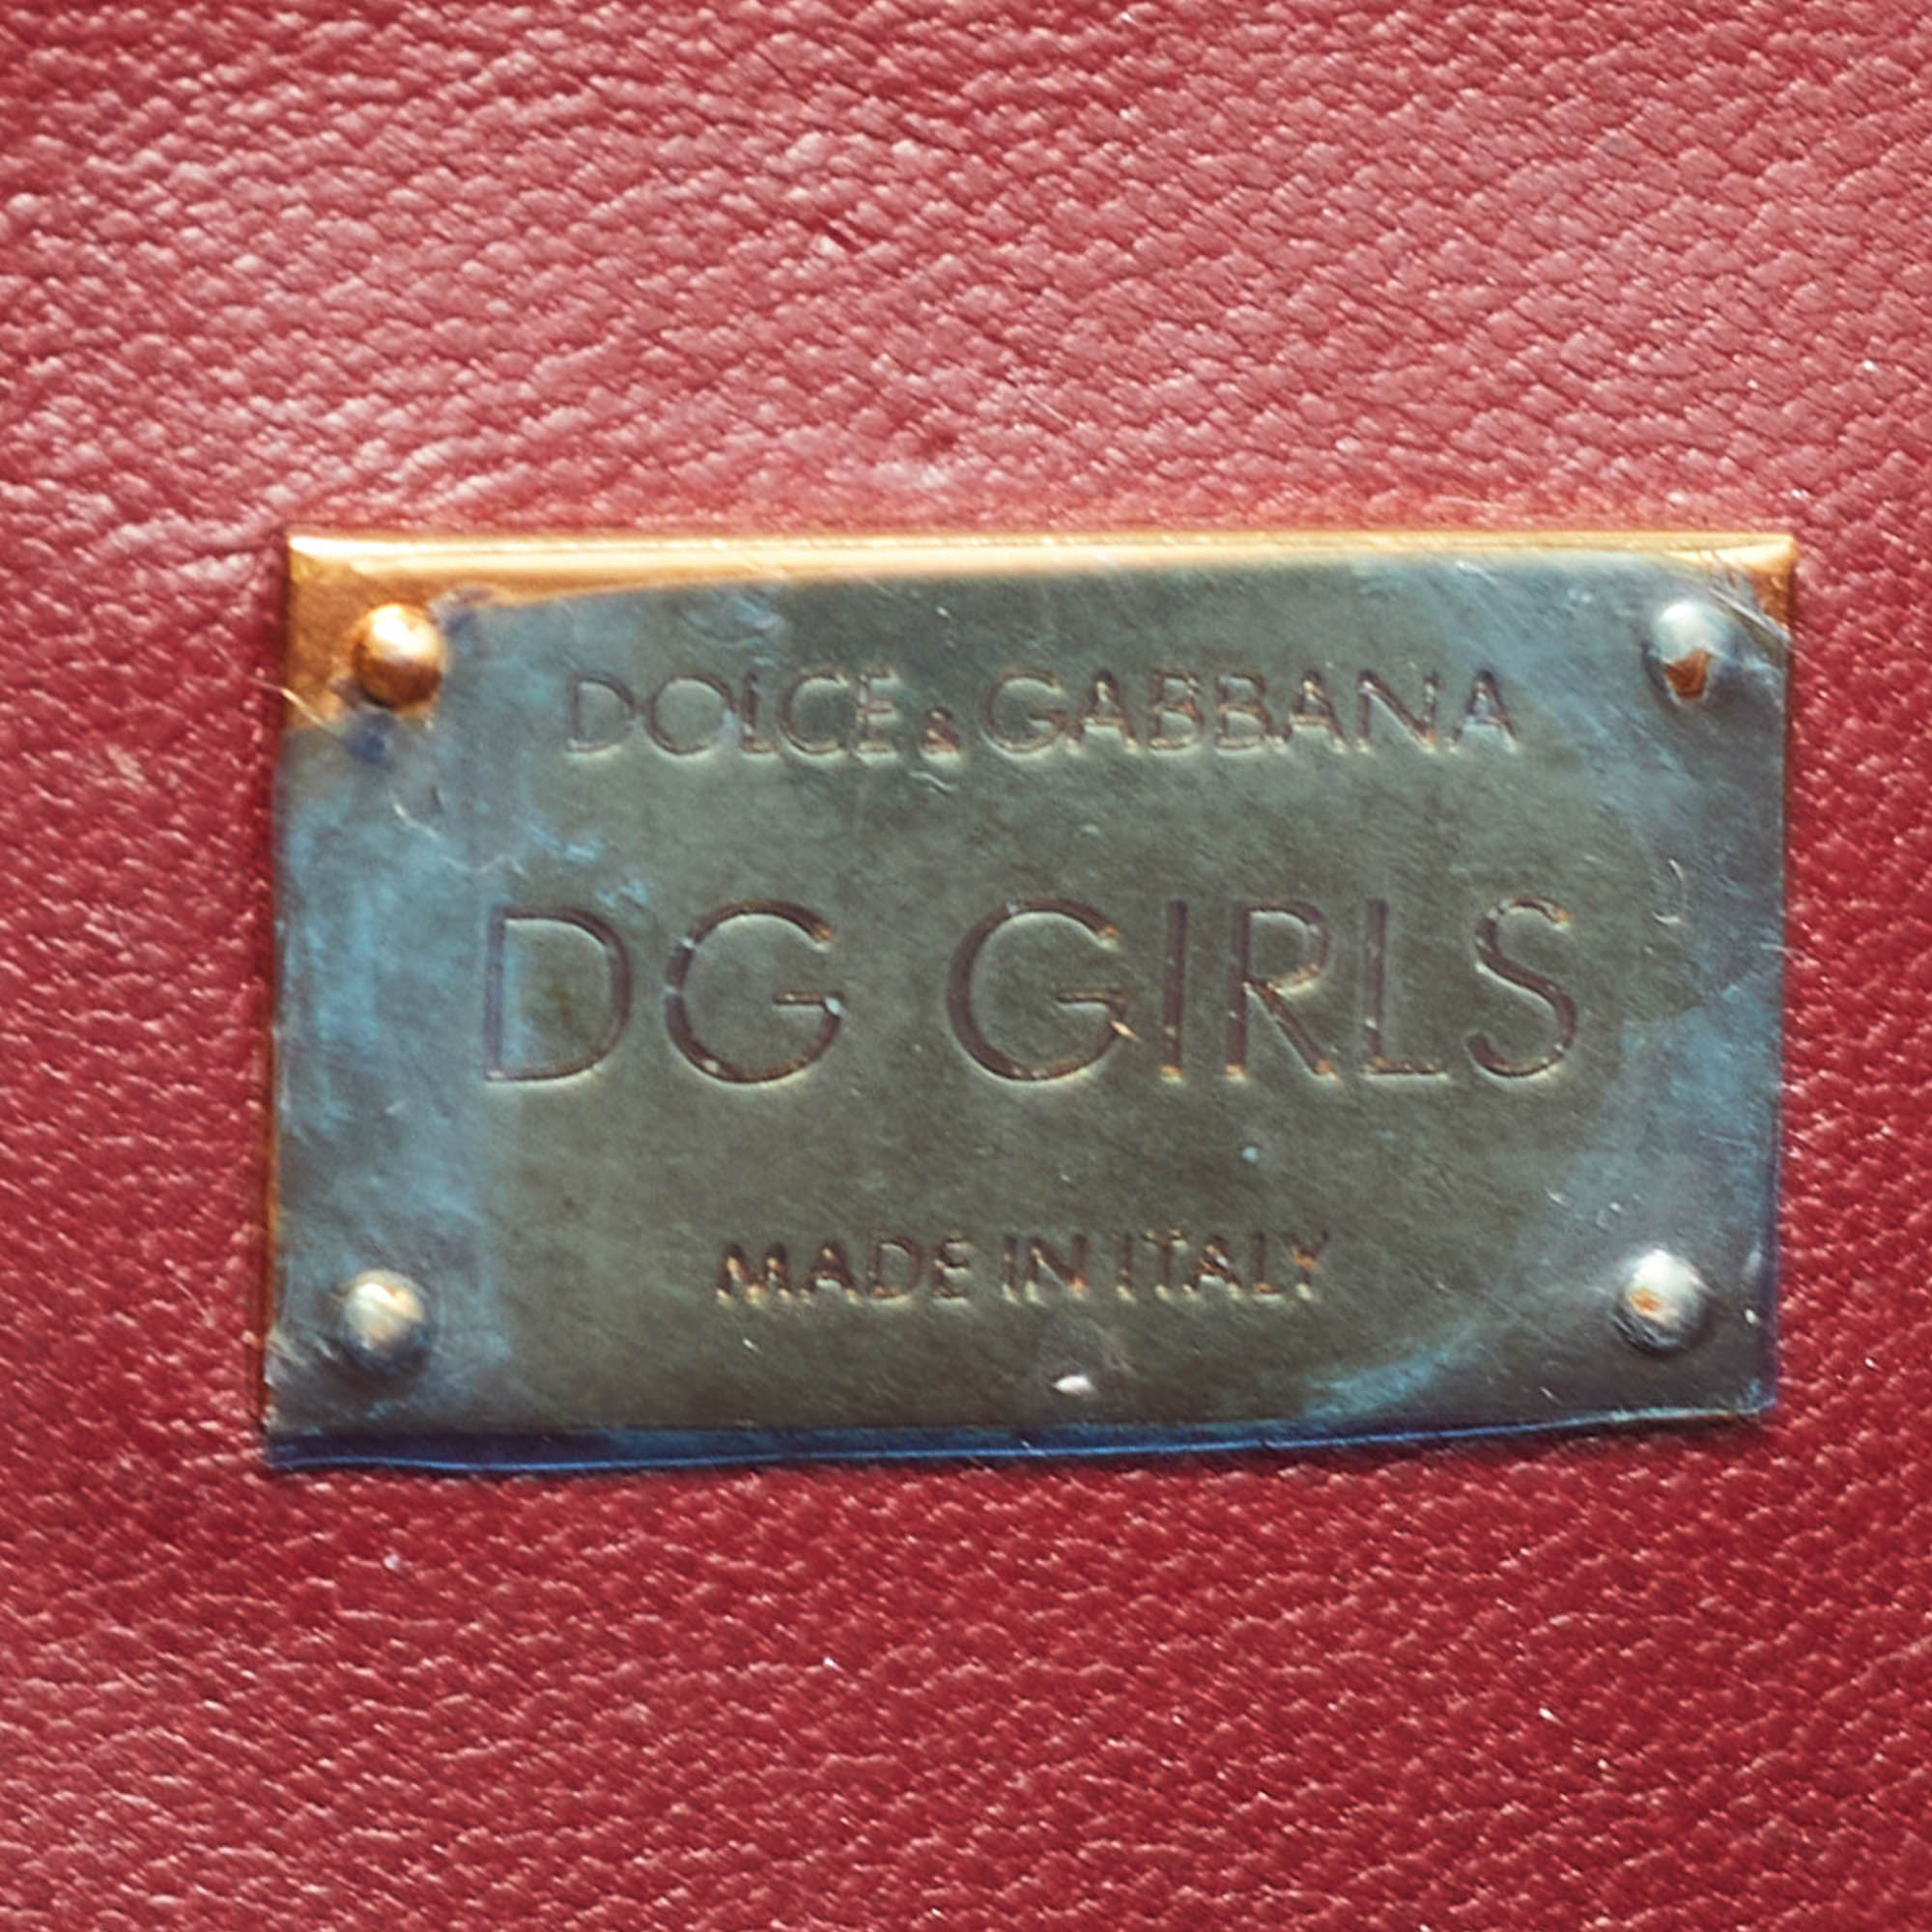 DOLCE & GABBANA
DG GIRLS
MADE IN ITALY